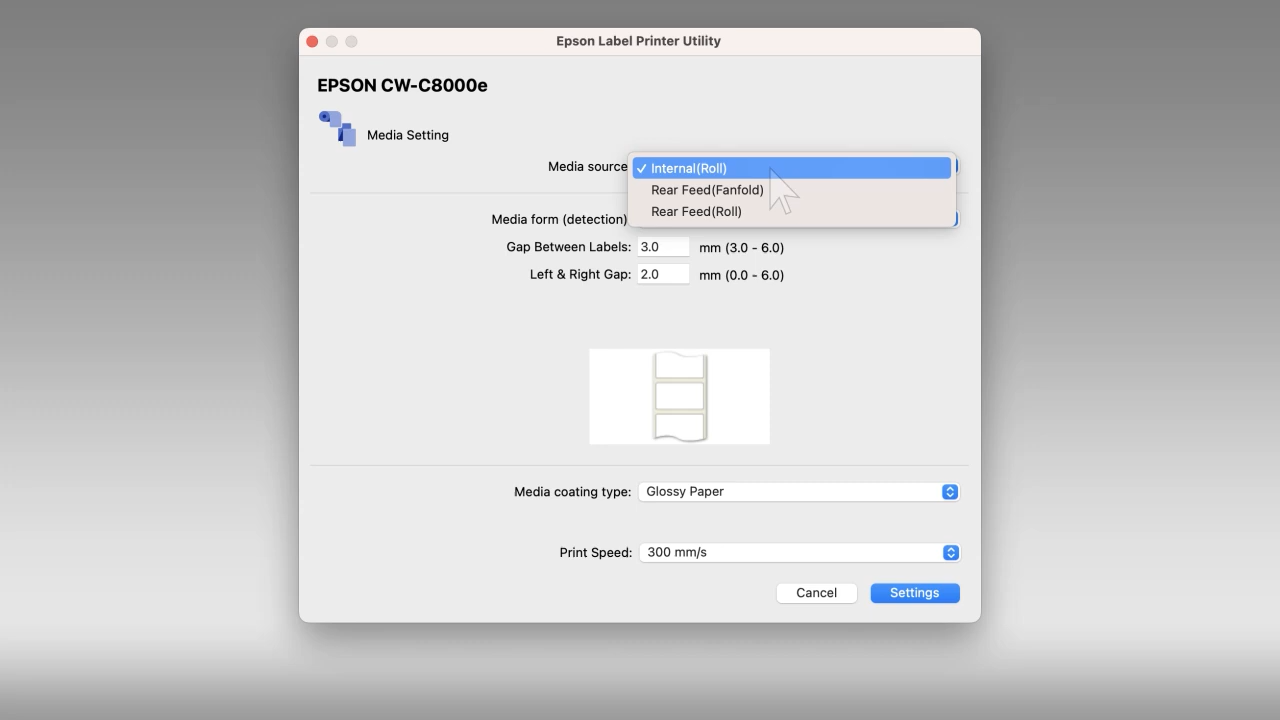 Epson Label Printer Utility
EPSON CW-C8000e
Media Setting
Media source
✓ Internal(Roll)
Rear Feed(Fanfold)
Rear Feed(Roll)
Media form (detection)
Gap Between Labels: 3.0 mm (3.0 - 6.0)
Left & Right Gap: 2.0 mm (0.0 - 6.0)
Media coating type: Glossy Paper
Print Speed: 300 mm/s
Cancel Settings